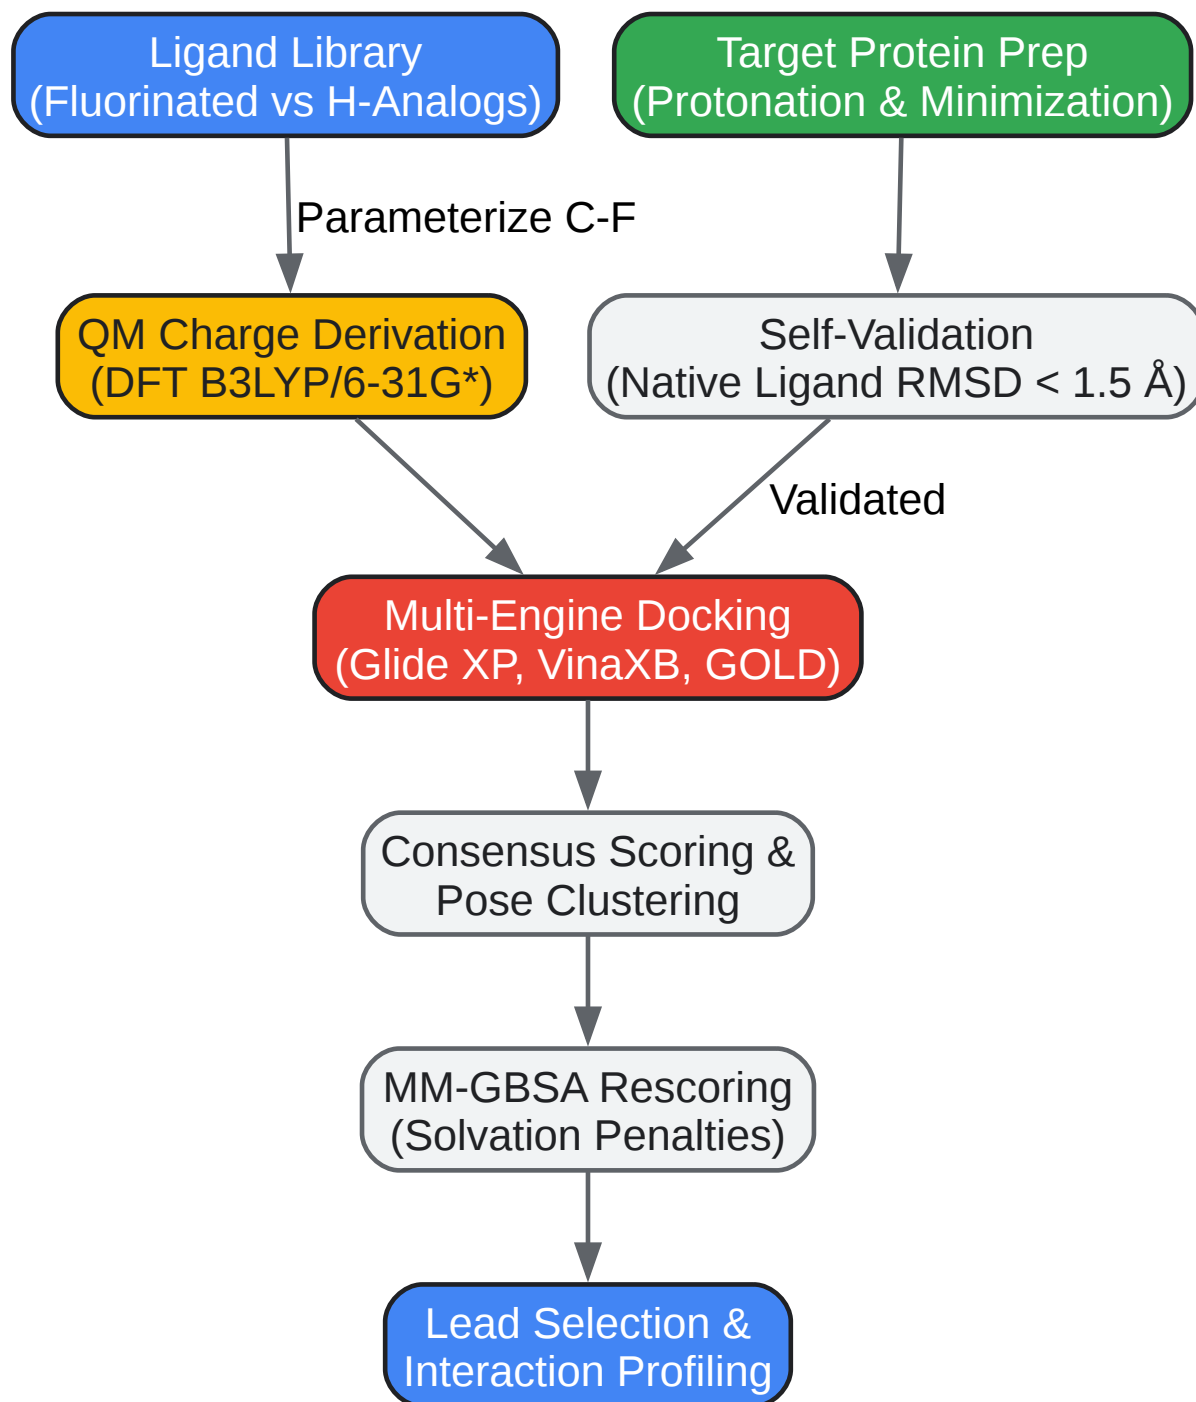 Ligand Library
(Fluorinated vs H-Analogs)
Target Protein Prep
(Protonation & Minimization)
Parameterize C-F
QM Charge Derivation
(DFT B3LYP/6-31G*)
Self-Validation
(Native Ligand RMSD < 1.5 Å)
Validated
Multi-Engine Docking
(Glide XP, VinaXB, GOLD)
Consensus Scoring &
Pose Clustering
MM-GBSA Rescoring
(Solvation Penalties)
Lead Selection &
Interaction Profiling